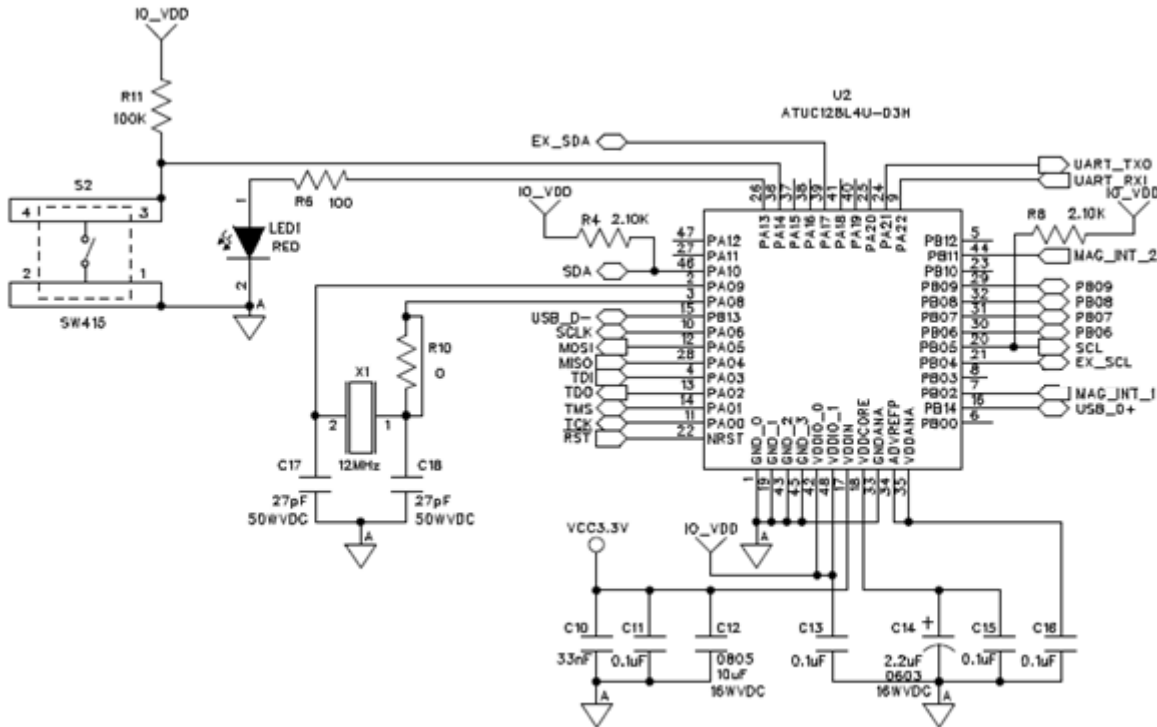 IO_VDD
R11
100K
S2
4
3
2
1
SW415
R6
100
1
LED1
RED
2
A
U2
ATUC128L4U-D3H
EX_SDA
IO_VDD
R4
2.10K
SDA
USB_D-
SCLK
MOSI
MISO
TDI
TDO
TMS
TCK
RST
47
27
46
15
10
12
28
4
13
14
11
22
PA12
PA11
PA10
PA09
PA08
PB13
PA06
PA05
PA04
PA03
PA02
PA01
PA00
NRST
26
36
37
38
39
41
40
25
24
9
PA13
PA14
PA15
PA16
PA17
PA18
PA19
PA20
PA21
PA22
UART_TX0
UART_RX1
IO_VDD
R8
2.10K
PB12
PB11
PB10
PB09
PB08
PB07
PB06
PB05
PB04
PB03
PB02
PB14
PB00
5
44
23
29
32
31
30
20
21
8
7
16
6
MAG_INT_2
PB09
PB08
PB07
PB06
SCL
EX_SCL
MAG_INT_1
USB_D+
GND_0
GND_1
GND_2
GND_3
VDDIO_0
VDDIO_1
VDDIN
VDDCORE
GNDANA
ADVREFP
VDDANA
1
19
43
45
42
48
17
18
33
34
35
A
R10
0
X1
2
1
12MHz
C17
27pF
50WVDC
C18
27pF
50WVDC
A
VCC3.3V
IO_VDD
C10
33nF
C11
0.1uF
C12
0805
10uF
16WVDC
C13
0.1uF
C14
+
2.2uF
0603
16WVDC
C15
0.1uF
C16
0.1uF
A
A